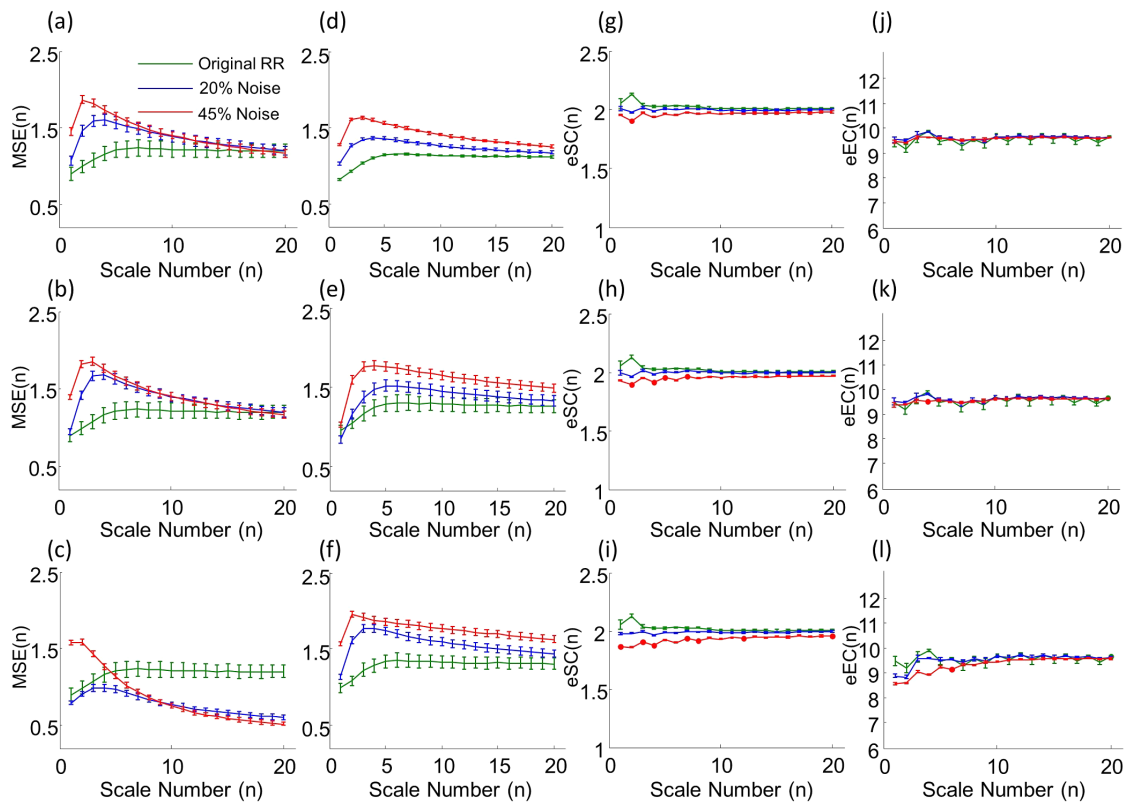 (a)
2.5
1.5
0.5
MSE(n)
0
10
20
Scale Number (n)
Original RR
20% Noise
45% Noise
(d)
2.5
1.5
0.5
0
5
10
15
20
Scale Number (n)
(g)
2.5
2
1.5
1
eSC(n)
0
10
20
Scale Number (n)
(j)
12
11
10
9
8
7
6
eEC(n)
0
10
20
Scale Number (n)
(b)
2.5
1.5
0.5
MSE(n)
0
10
20
Scale Number (n)
(e)
2.5
1.5
0.5
0
5
10
15
20
Scale Number (n)
(h)
2.5
2
1.5
1
eSC(n)
0
10
20
Scale Number (n)
(k)
12
11
10
9
8
7
6
eEC(n)
0
10
20
Scale Number (n)
(c)
2.5
1.5
0.5
MSE(n)
0
10
20
Scale Number (n)
(f)
2.5
1.5
0.5
0
5
10
15
20
Scale Number (n)
(i)
2.5
2
1.5
1
eSC(n)
0
10
20
Scale Number (n)
(l)
12
11
10
9
8
7
6
eEC(n)
0
10
20
Scale Number (n)